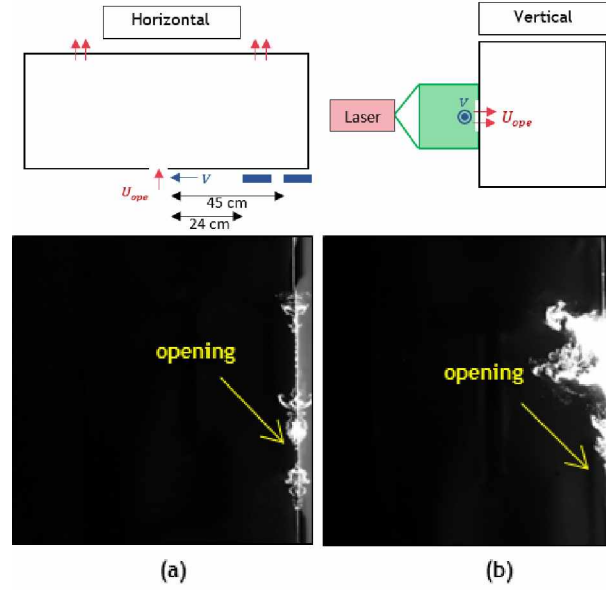 Horizontal
Vertical
Laser
V
U_ope
U_ope
V
45 cm
24 cm
opening
opening
(a)
(b)